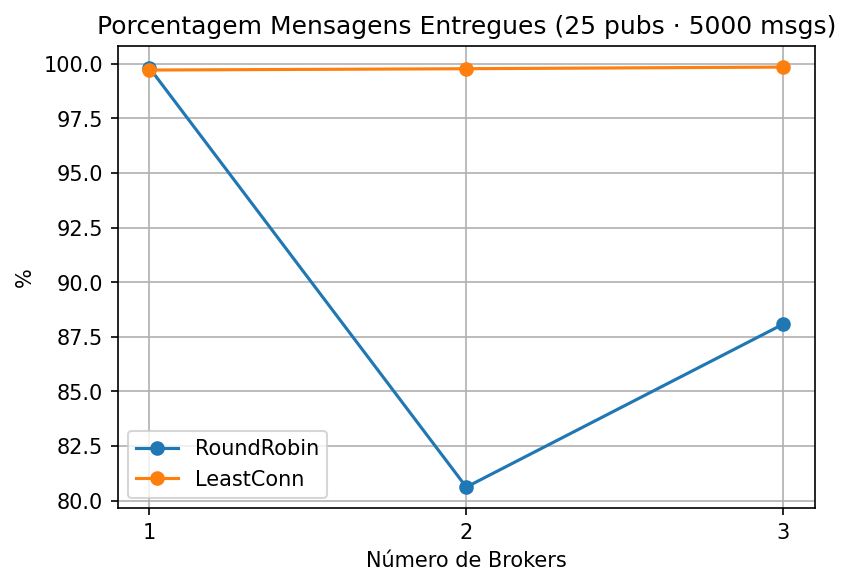 Porcentagem Mensagens Entregues (25 pubs · 5000 msgs)
100.0
97.5
95.0
92.5
90.0
87.5
85.0
82.5
80.0
%
RoundRobin
LeastConn
1 2 3
Número de Brokers